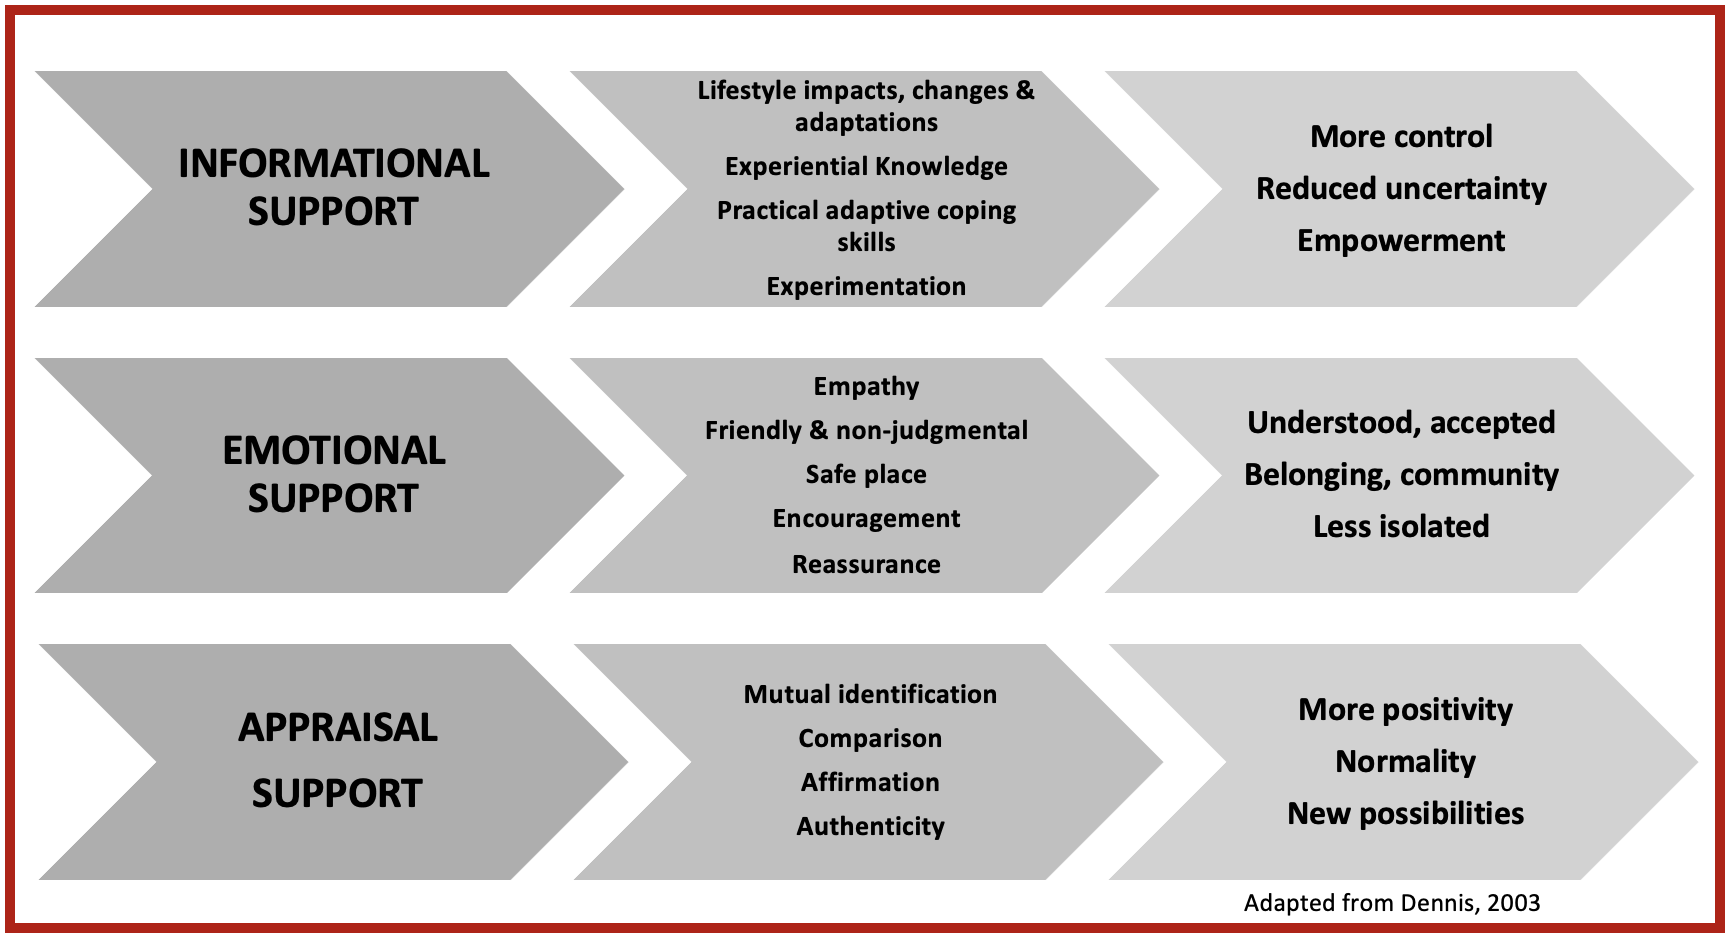 INFORMATIONAL
SUPPORT
Lifestyle impacts, changes &
adaptations
Experiential Knowledge
Practical adaptive coping
skills
Experimentation
More control
Reduced uncertainty
Empowerment
EMOTIONAL
SUPPORT
Empathy
Friendly & non-judgmental
Safe place
Encouragement
Reassurance
Understood, accepted
Belonging, community
Less isolated
APPRAISAL
SUPPORT
Mutual identification
Comparison
Affirmation
Authenticity
More positivity
Normality
New possibilities
Adapted from Dennis, 2003